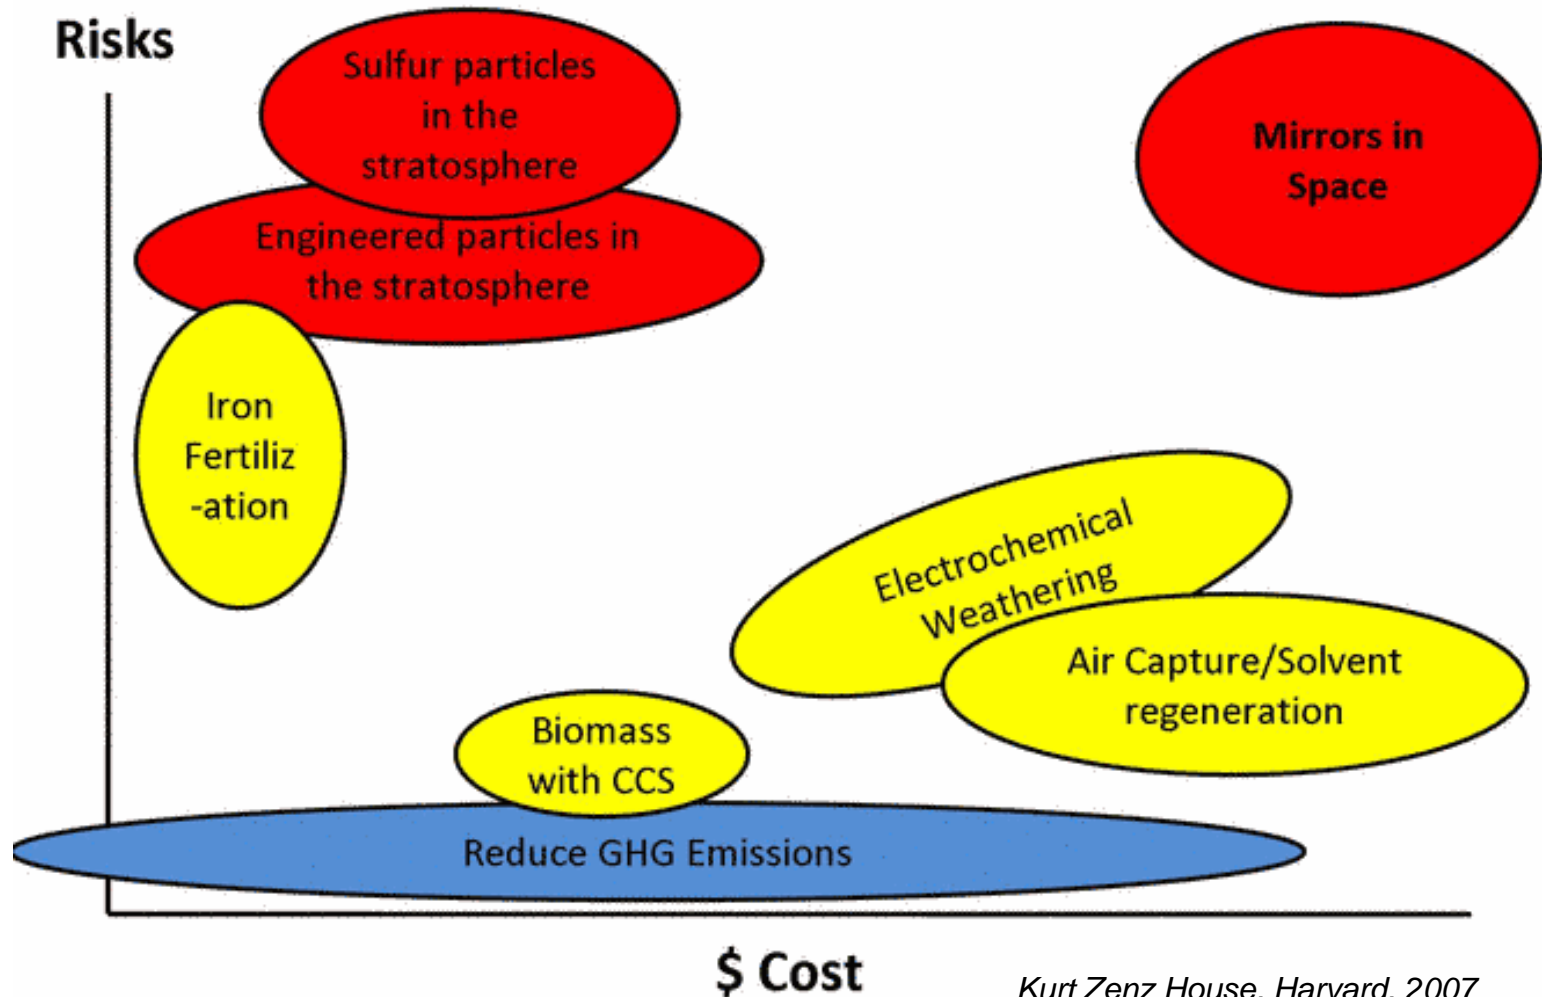 Risks
Sulfur particles
in the
stratosphere
Mirrors in
Space
Engineered particles in
the stratosphere
Iron
Fertiliz
-ation
Electrochemical
Weathering
Air Capture/Solvent
regeneration
Biomass
with CCS
Reduce GHG Emissions
$ Cost
Kurt Zenz House, Harvard, 2007